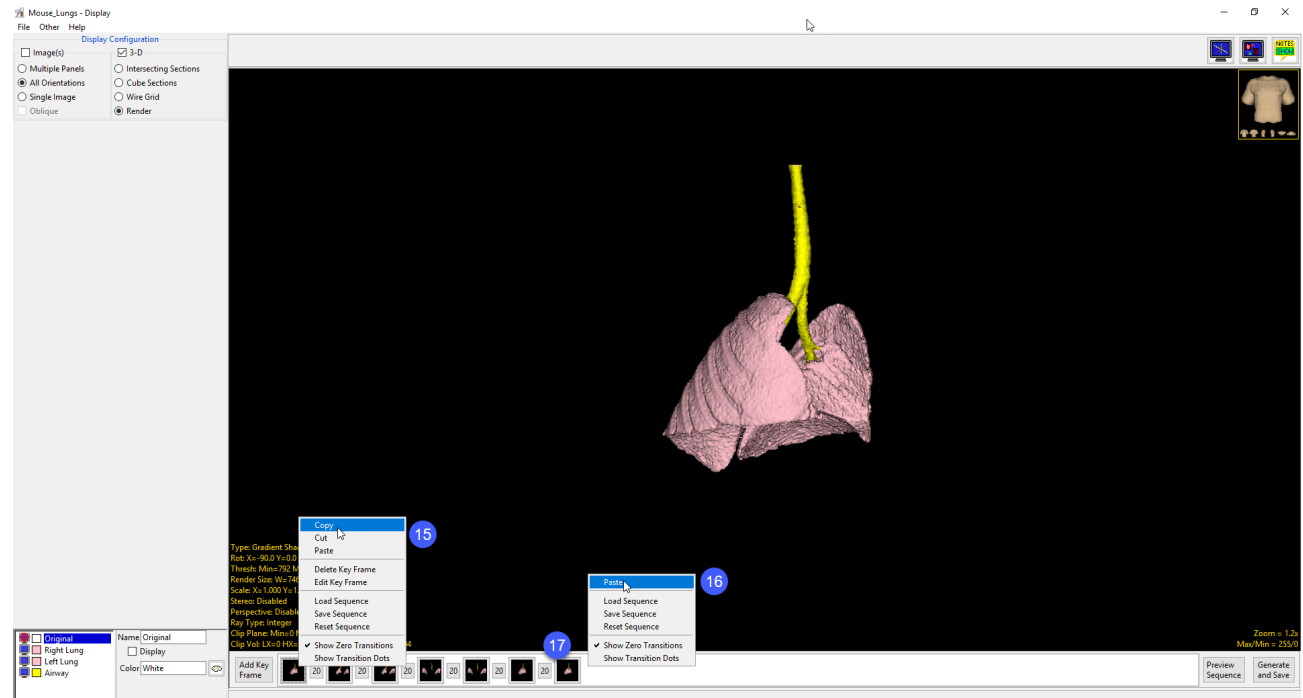 Mouse_Lungs - Display
File Other Help
Display Configuration
Image(s)
3-D
Multiple Panels
Intersecting Sections
All Orientations
Cube Sections
Single Image
Wire Grid
Oblique
Render
NOTES
SHOW
Copy
Cut
Paste
Delete Key Frame
Edit Key Frame
Load Sequence
Save Sequence
Reset Sequence
Show Zero Transitions
Show Transition Dots
15
Paste
Load Sequence
Save Sequence
Reset Sequence
Show Zero Transitions
Show Transition Dots
16
17
Type: Gradient Sha
Rot: X=-90.0 Y=0.0
Thresh: Min=792 M
Render Size: W=746
Scale: X=1.000 Y=1.
Stereo: Disabled
Perspective: Disable
Ray Type: Integer
Clip Plane: Min=0
Clip Vol: LX=0 HX=
Zoom = 1.2x
Max/Min = 255/0
Original
Right Lung
Left Lung
Airway
Name Original
Display
Color White
Add Key
Frame
20 20 20 20 20 20
Preview
Sequence
Generate
and Save